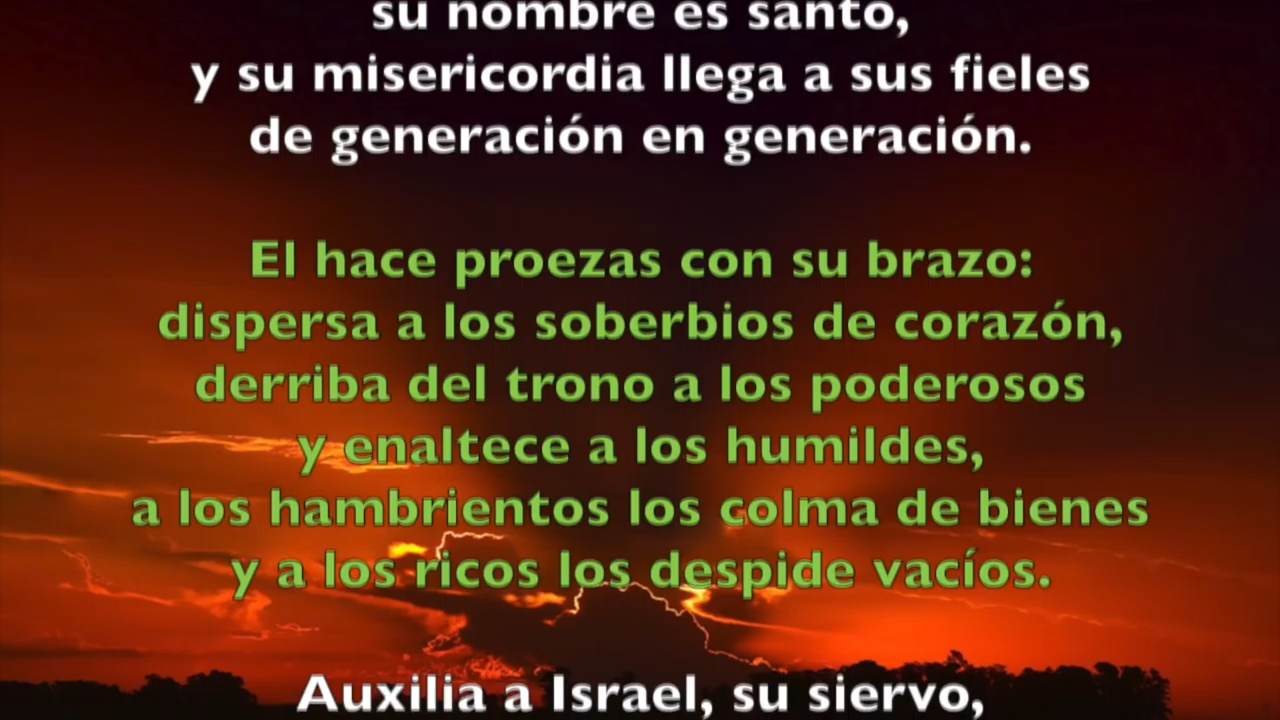 su nombre es santo,
y su misericordia llega a sus fieles
de generación en generación.
El hace proezas con su brazo:
dispersa a los soberbios de corazón,
derriba del trono a los poderosos
y enaltece a los humildes,
a los hambrientos los colma de bienes
y a los ricos los despide vacíos.
Auxilia a Israel, su siervo,